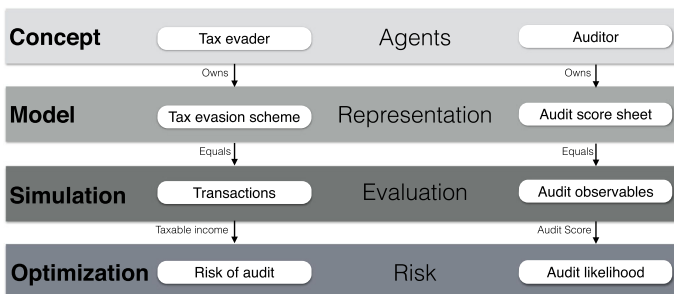 Concept
Tax evader
Agents
Auditor
Owns
Owns
Model
Tax evasion scheme
Representation
Audit score sheet
Equals
Equals
Simulation
Transactions
Evaluation
Audit observables
Taxable income
Audit Score
Optimization
Risk of audit
Risk
Audit likelihood